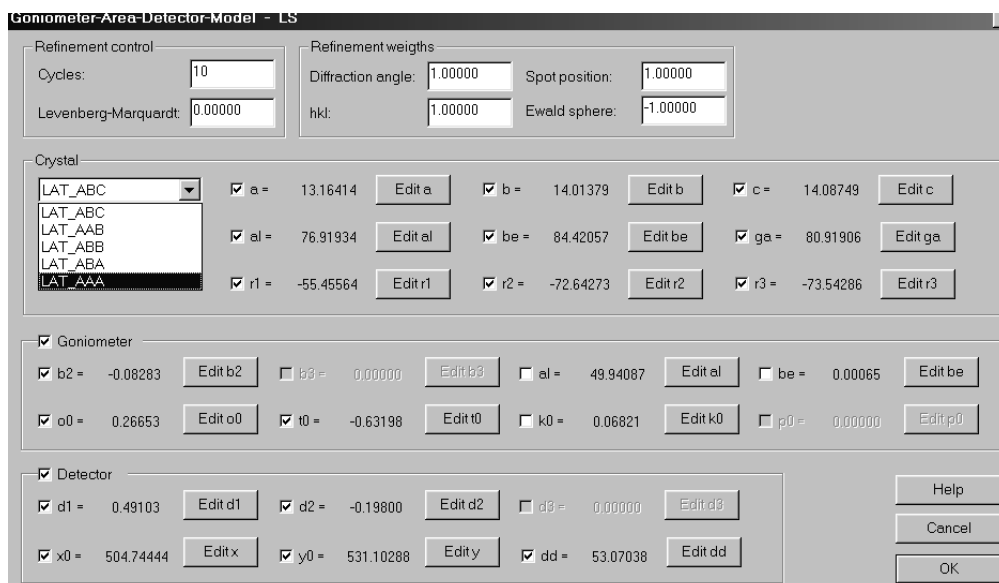 Goniometer-Area-Detector-Model - LS
Refinement control
Cycles: 10
Levenberg-Marquardt: 0.00000
Refinement weigths
Diffraction angle: 1.00000 Spot position: 1.00000
hkl: 1.00000 Ewald sphere: -1.00000
Crystal
LAT_ABC a = 13.16414 Edit a b = 14.01379 Edit b c = 14.08749 Edit c
LAT_ABC
LAT_AAB
LAT_ABB
LAT_ABA
LAT_AAA
al = 76.91934 Edit al be = 84.42057 Edit be ga = 80.91906 Edit ga
r1 = -55.45564 Edit r1 r2 = -72.64273 Edit r2 r3 = -73.54286 Edit r3
Goniometer
b2 = -0.08283 Edit b2 b3 = 0.00000 Edit b3 al = 49.94087 Edit al be = 0.00065 Edit be
o0 = 0.26653 Edit o0 t0 = -0.63198 Edit t0 k0 = 0.06821 Edit k0 p0 = 0.00000 Edit p0
Detector
d1 = 0.49103 Edit d1 d2 = -0.19800 Edit d2 d3 = 0.00000 Edit d3
x0 = 504.74444 Edit x y0 = 531.10288 Edit y dd = 53.07038 Edit dd
Help
Cancel
OK